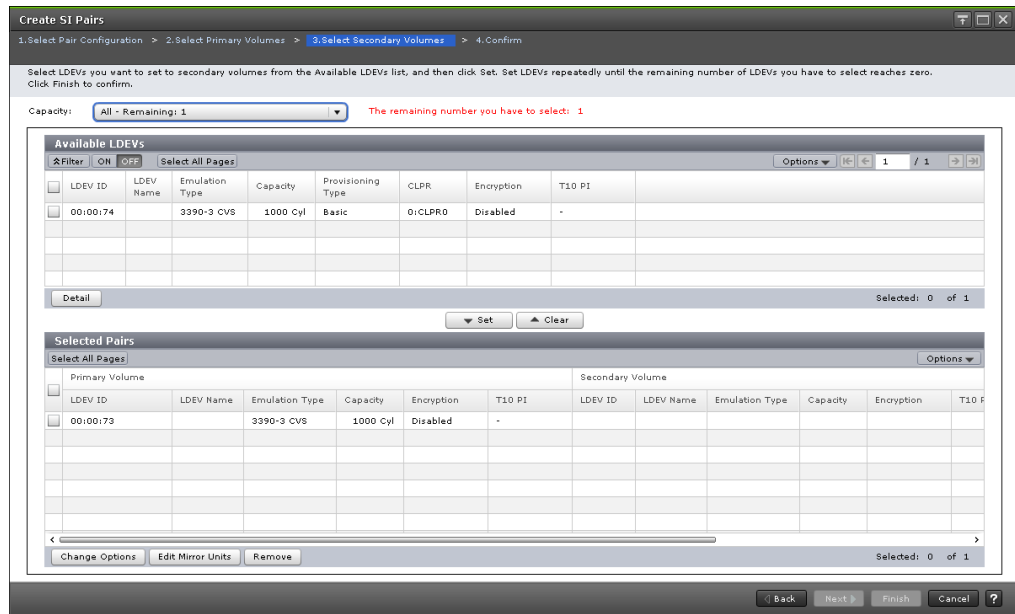 Create SI Pairs
1.Select Pair Configuration > 2.Select Primary Volumes > 3.Select Secondary Volumes > 4.Confirm
Select LDEVs you want to set to secondary volumes from the Available LDEVs list, and then click Set. Set LDEVs repeatedly until the remaining number of LDEVs you have to select reaches zero.
Click Finish to confirm.
Capacity: All - Remaining: 1 The remaining number you have to select: 1
Available LDEVs
Filter ON OFF Select All Pages Options 1 / 1
LDEV ID LDEV Name Emulation Type Capacity Provisioning Type CLPR Encryption T10 PI
00:00:74 3390-3 CVS 1000 Cyl Basic 0:CLPR0 Disabled -
Detail Selected: 0 of 1
Set Clear
Selected Pairs
Select All Pages Options
Primary Volume Secondary Volume
LDEV ID LDEV Name Emulation Type Capacity Encryption T10 PI LDEV ID LDEV Name Emulation Type Capacity Encryption T10 P
00:00:73 3390-3 CVS 1000 Cyl Disabled -
Change Options Edit Mirror Units Remove Selected: 0 of 1
Back Next Finish Cancel ?